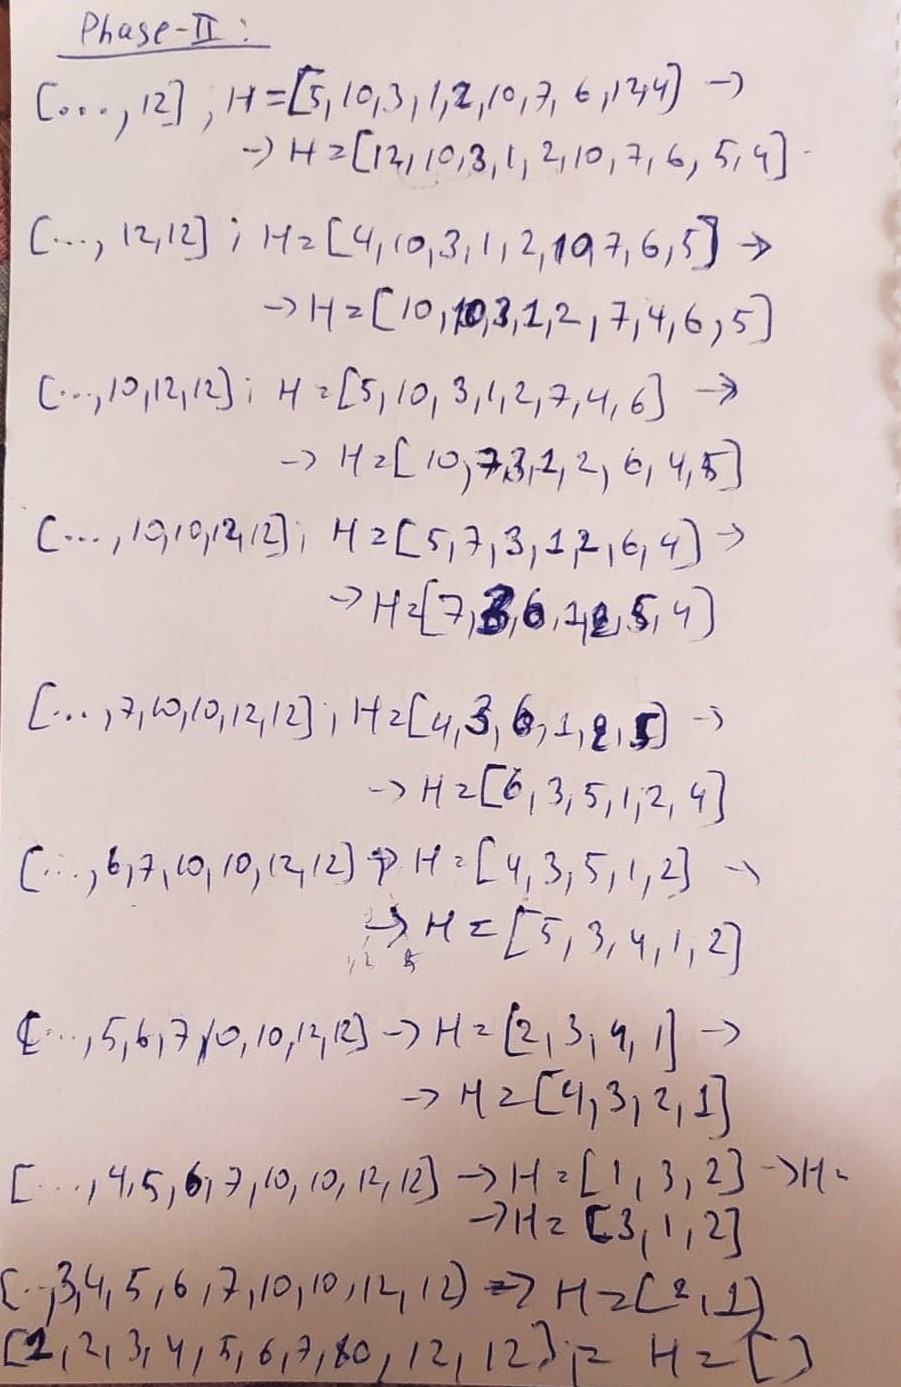 Phase-II:
[..., 12], H=[5,10,3,1,2,10,7,6,12,4] →
→ H=[12,10,3,1,2,10,7,6,5,4]
[..., 12,12]; H=[4,10,3,1,2,10,7,6,5] →
→ H=[10,10,3,1,2,7,4,6,5]
[...,10,12,12]; H=[5,10,3,1,2,7,4,6] →
→ H=[10,7,3,1,2,6,4,5]
[...,10,10,12,12]; H=[5,7,3,1,2,6,4] →
→ H=[7,3,6,1,2,5,4]
[...,7,10,10,12,12]; H=[4,3,6,1,2,5] →
→ H=[6,3,5,1,2,4]
[...,6,7,10,10,12,12] → H=[4,3,5,1,2] →
→ H=[5,3,4,1,2]
[...,5,6,7,10,10,12,12] → H=[2,3,4,1] →
→ H=[4,3,2,1]
[...,4,5,6,7,10,10,12,12] → H=[1,3,2] → H=
→ H=[3,1,2]
[..,3,4,5,6,7,10,10,12,12] => H=[2,1]
[1,2,3,4,5,6,7,10,12,12]; H=[]